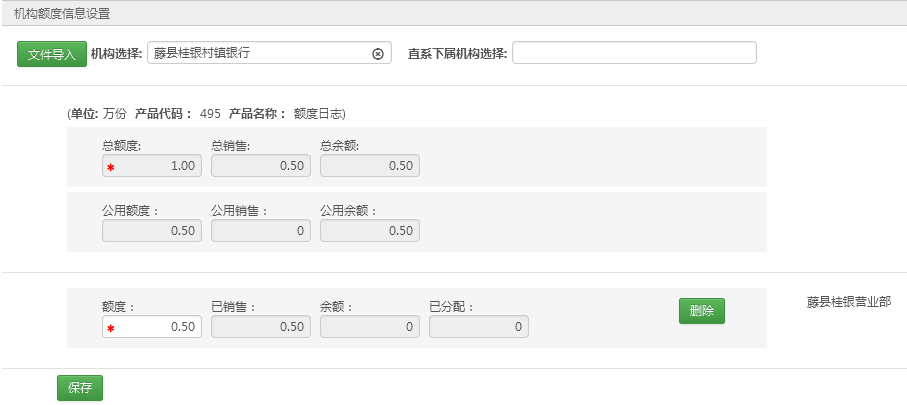 机构额度信息设置
文件导入 机构选择: 藤县桂银村镇银行 直系下属机构选择:
(单位: 万份 产品代码： 495 产品名称： 额度日志)
总额度: 总销售: 总余额:
* 1.00 0.50 0.50
公用额度： 公用销售： 公用余额：
0.50 0 0.50
额度： 已销售： 余额： 已分配：
* 0.50 0.50 0 0 删除 藤县桂银营业部
保存